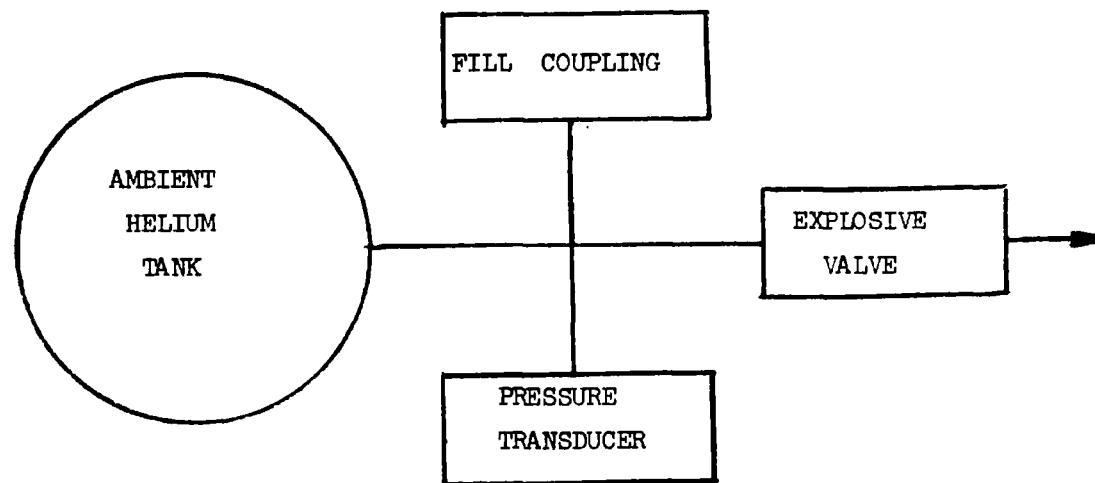 FILL COUPLING
AMBIENT
HELIUM
TANK
EXPLOSIVE
VALVE
PRESSURE
TRANSDUCER